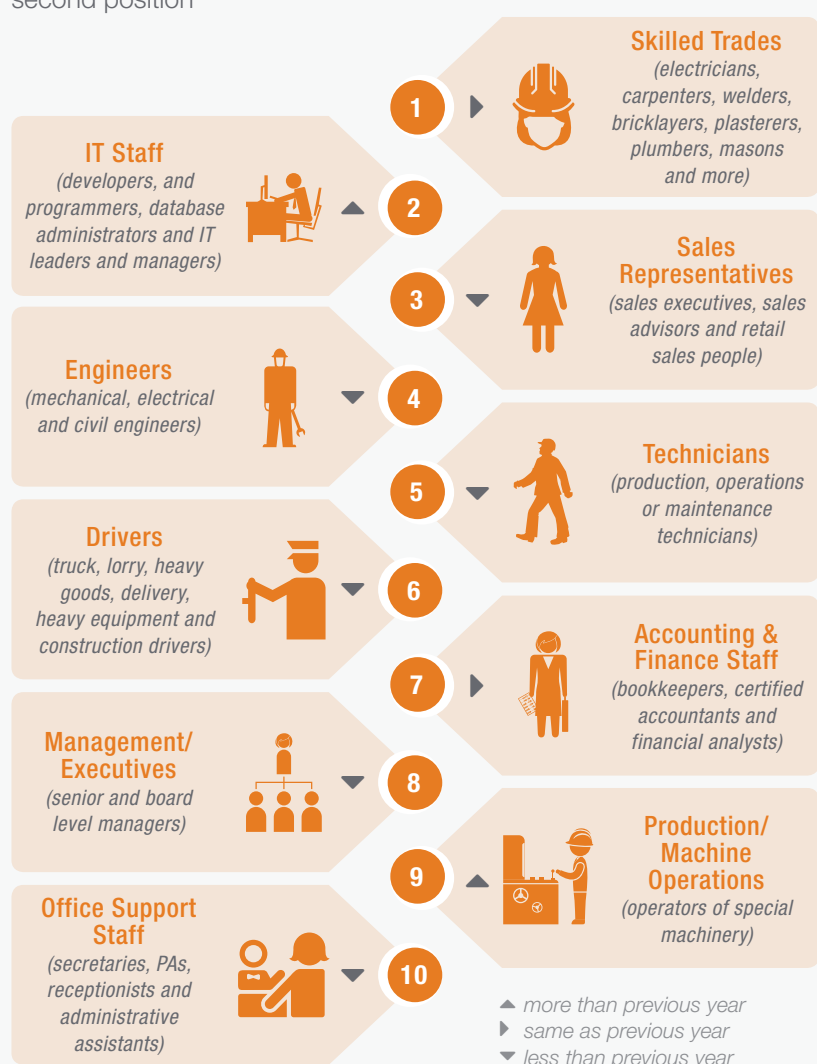 second position
1
Skilled Trades
(electricians,
carpenters, welders,
bricklayers, plasterers,
plumbers, masons
and more)
IT Staff
(developers, and
programmers, database
administrators and IT
leaders and managers)
2
3
Sales
Representatives
(sales executives, sales
advisors and retail
sales people)
Engineers
(mechanical, electrical
and civil engineers)
4
5
Technicians
(production, operations
or maintenance
technicians)
Drivers
(truck, lorry, heavy
goods, delivery,
heavy equipment and
construction drivers)
6
7
Accounting &
Finance Staff
(bookkeepers, certified
accountants and
financial analysts)
Management/
Executives
(senior and board
level managers)
8
9
Production/
Machine
Operations
(operators of special
machinery)
Office Support
Staff
(secretaries, PAs,
receptionists and
administrative
assistants)
10
more than previous year
same as previous year
less than previous year